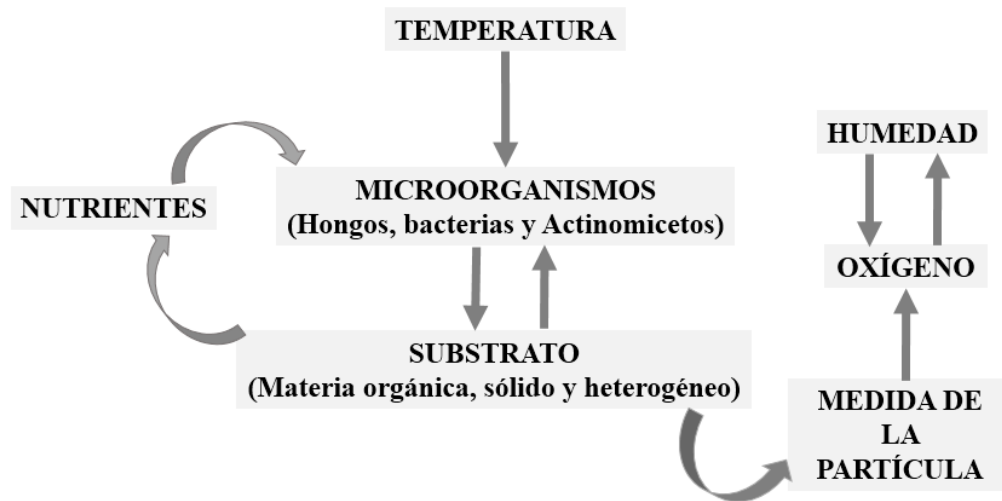 TEMPERATURA
HUMEDAD
MICROORGANISMOS
(Hongos, bacterias y Actinomicetos)
NUTRIENTES
OXÍGENO
SUBSTRATO
(Materia orgánica, sólido y heterogéneo)
MEDIDA DE
LA
PARTÍCULA